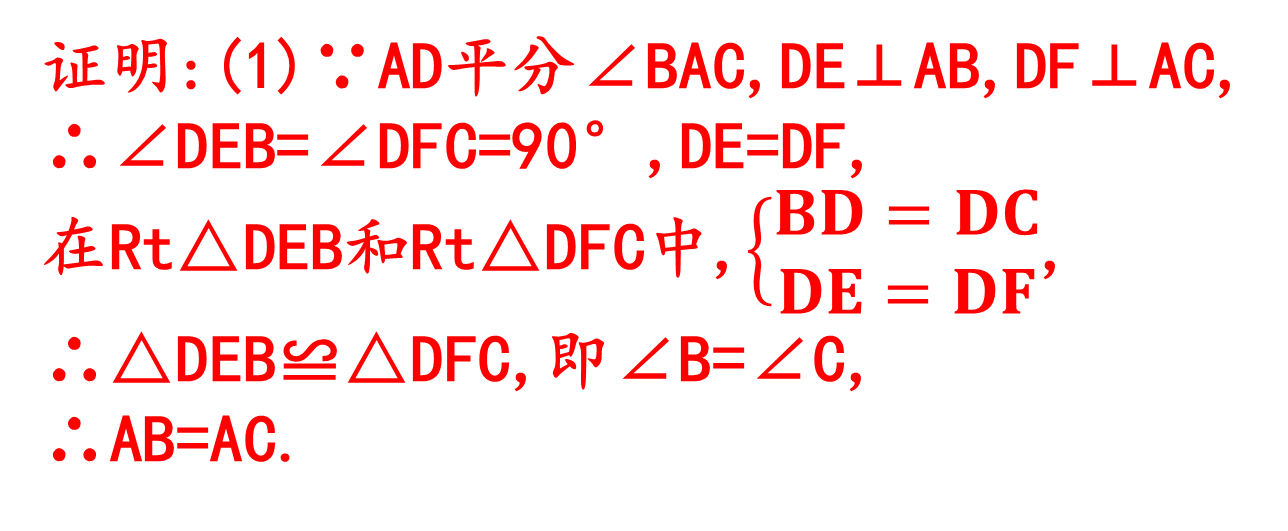 证明:(1)∵AD平分∠BAC,DE⊥AB,DF⊥AC,
∴∠DEB=∠DFC=90°,DE=DF,
在Rt△DEB和Rt△DFC中,{BD = DC
DE = DF,
∴△DEB≌△DFC,即∠B=∠C,
∴AB=AC.